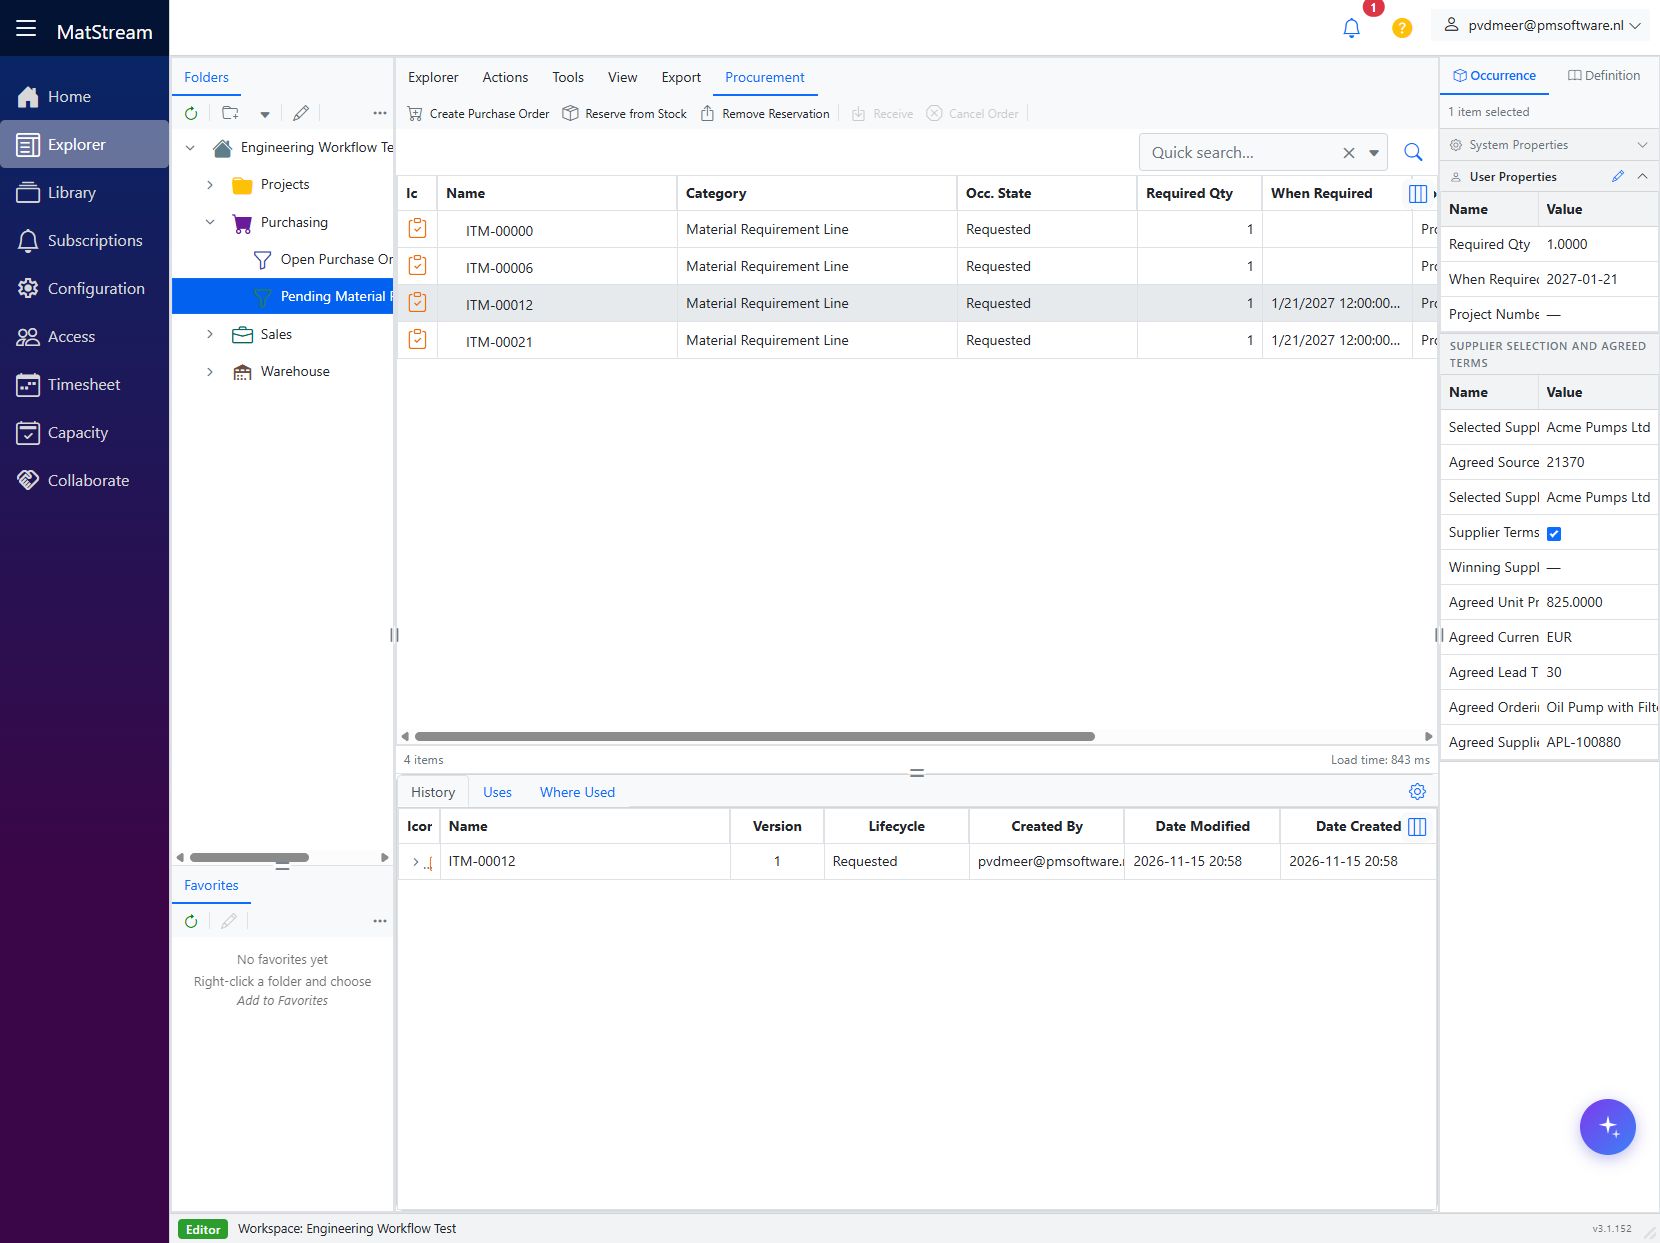 MatStream
1
?
pvdmeer@pmsoftware.nl
Home
Explorer
Library
Subscriptions
Configuration
Access
Timesheet
Capacity
Collaborate
Folders
Engineering Workflow Te
Projects
Purchasing
Open Purchase Or
Pending Material R
Sales
Warehouse
Favorites
No favorites yet
Right-click a folder and choose
Add to Favorites
Explorer Actions Tools View Export Procurement
Create Purchase Order Reserve from Stock Remove Reservation Receive Cancel Order
Quick search...
Ic Name Category Occ. State Required Qty When Required
ITM-00000 Material Requirement Line Requested 1 Pro
ITM-00006 Material Requirement Line Requested 1 Pro
ITM-00012 Material Requirement Line Requested 1 1/21/2027 12:00:00... Pro
ITM-00021 Material Requirement Line Requested 1 1/21/2027 12:00:00... Pro
4 items Load time: 843 ms
History Uses Where Used
Icon Name Version Lifecycle Created By Date Modified Date Created
ITM-00012 1 Requested pvdmeer@pmsoftware. 2026-11-15 20:58 2026-11-15 20:58
Occurrence Definition
1 item selected
System Properties
User Properties
Name Value
Required Qty 1.0000
When Required 2027-01-21
Project Numbe —
SUPPLIER SELECTION AND AGREED
TERMS
Name Value
Selected Suppl Acme Pumps Ltd
Agreed Source 21370
Selected Suppl Acme Pumps Ltd
Supplier Terms
Winning Suppl —
Agreed Unit Pr 825.0000
Agreed Curren EUR
Agreed Lead T 30
Agreed Orderin Oil Pump with Filte
Agreed Supplie APL-100880
Editor Workspace: Engineering Workflow Test
v3.1.152